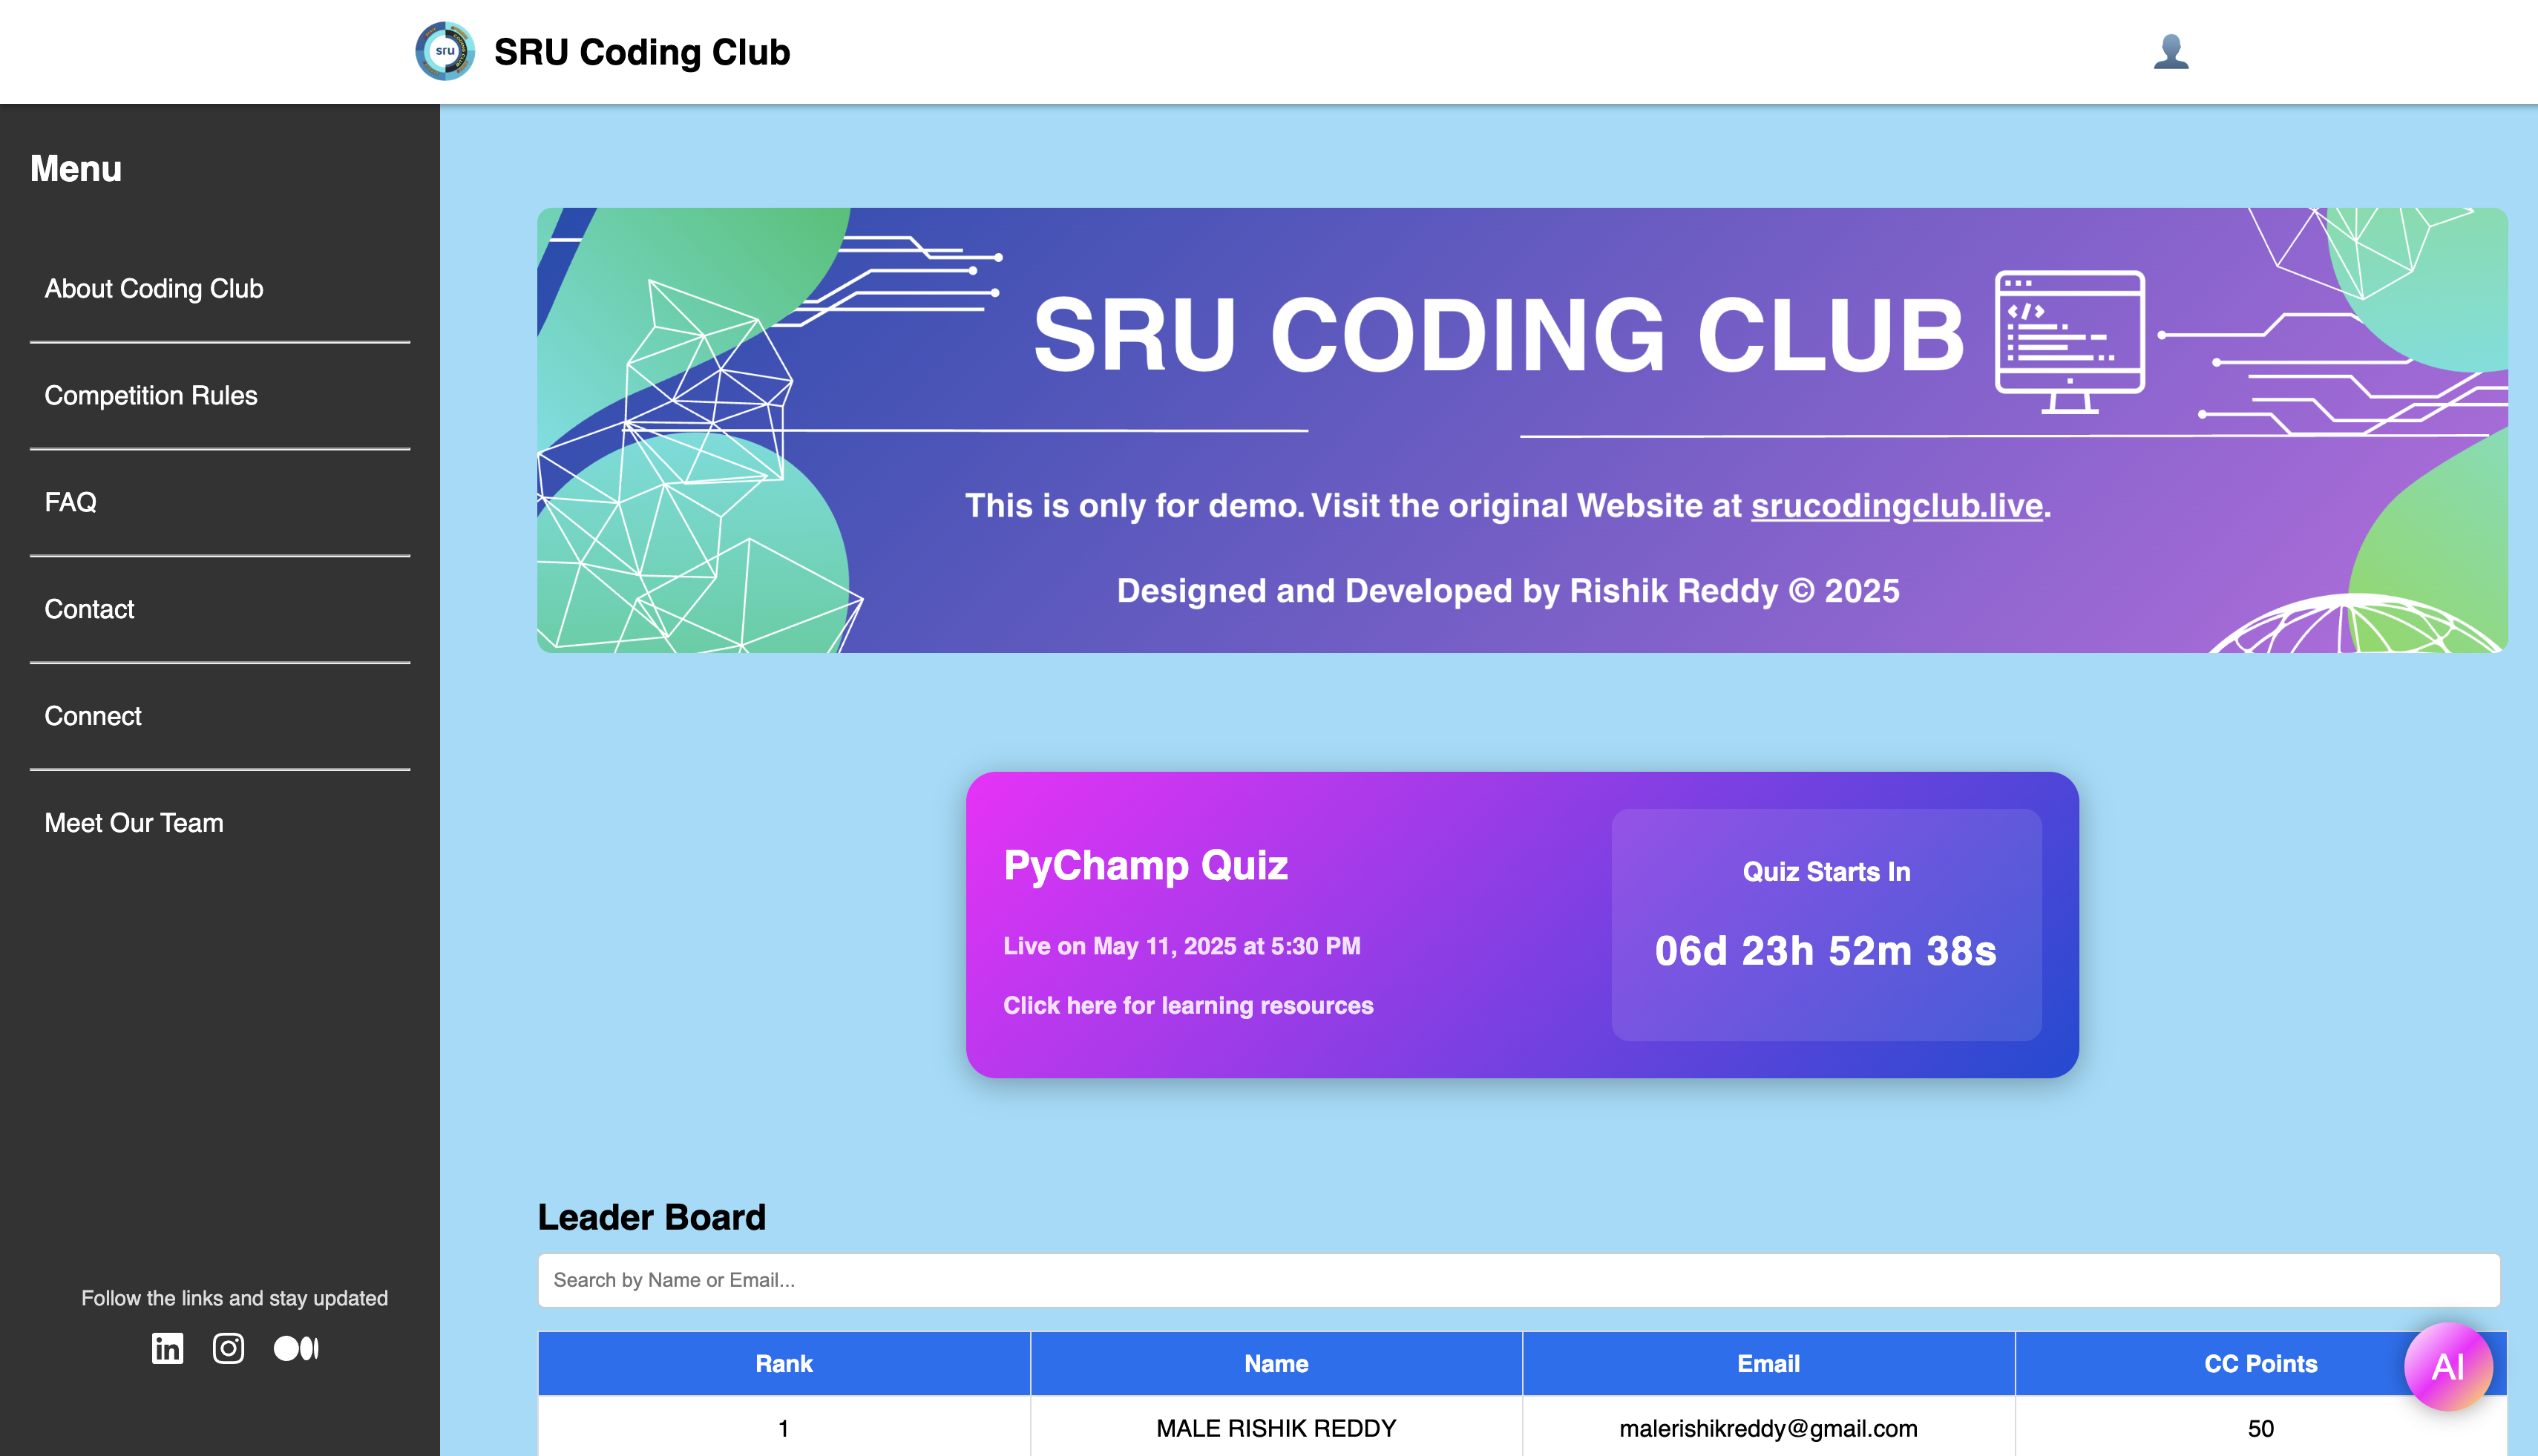 sru
SRU Coding Club
Menu
About Coding Club
Competition Rules
FAQ
Contact
Connect
Meet Our Team
Follow the links and stay updated
in
SRU CODING CLUB
</>
This is only for demo. Visit the original Website at srucodingclub.live.
Designed and Developed by Rishik Reddy © 2025
PyChamp Quiz
Live on May 11, 2025 at 5:30 PM
Click here for learning resources
Quiz Starts In
06d 23h 52m 38s
Leader Board
Search by Name or Email...
Rank Name Email CC Points
1 MALE RISHIK REDDY malerishikreddy@gmail.com 50
AI